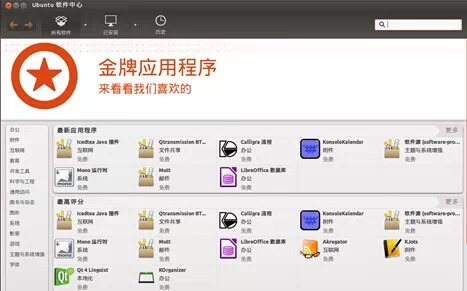 Ubuntu 软件中心
所有软件
已安装
历史
金牌应用程序
来看看我们喜欢的
办公
附件
互联网
教育
开发工具
科学与工程
通用访问
图书与杂志
图形
系统
影音
游戏
主题与系统增强
字体
最新应用程序
更多
Icedtea Java 插件
互联网
免费
Qtransmission BT...
文件共享
免费
Calligra 流程
办公
免费
KonsoleKalendar
附件
免费
软件源 (software-pro...
主题与系统增强
免费
Mono 运行时
系统
免费
Mutt
邮件
免费
LibreOffice 数据库
办公
免费
最高评分
更多
Icedtea Java 插件
互联网
免费
Qtransmission BT...
文件共享
免费
Calligra 流程
办公
免费
KonsoleKalendar
附件
免费
软件源 (software-pro...
主题与系统增强
免费
Mono 运行时
系统
免费
Mutt
邮件
免费
LibreOffice 数据库
办公
免费
Akregator
互联网
免费
KJots
附件
免费
Qt 4 Linguist
本地化
KOrganizer
办公